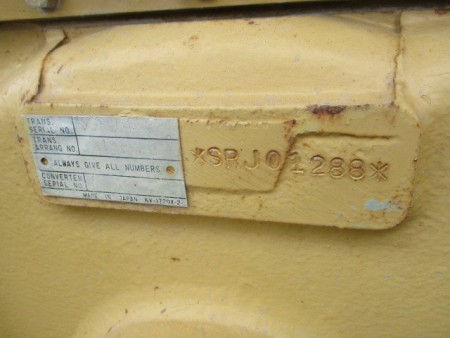 TRANS.
SERIAL NO.
TRANS.
ARRANG NO.
ALWAYS GIVE ALL NUMBERS
CONVERTER
SERIAL NO.
MADE IN JAPAN
*SRJ01288*